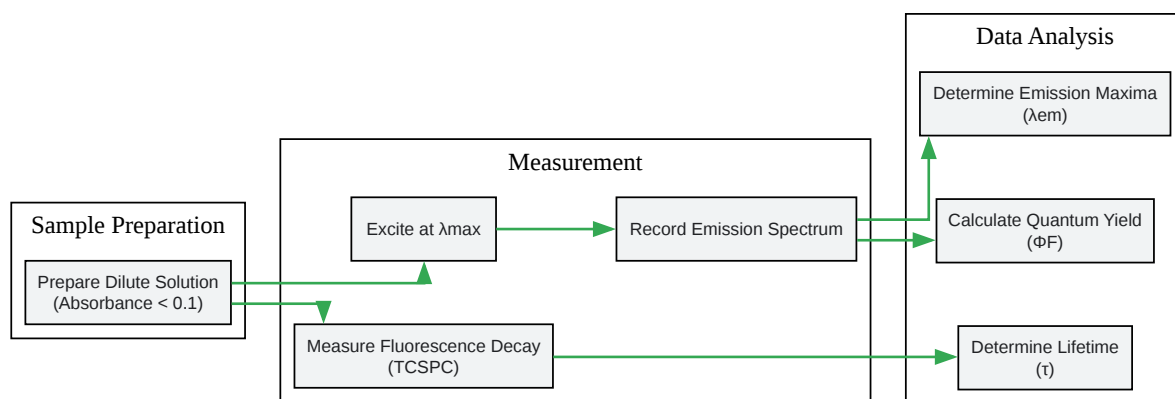 Sample Preparation
Prepare Dilute Solution
(Absorbance < 0.1)
Measurement
Excite at λmax
Record Emission Spectrum
Measure Fluorescence Decay
(TCSPC)
Data Analysis
Determine Emission Maxima
(λem)
Calculate Quantum Yield
(ΦF)
Determine Lifetime
(τ)